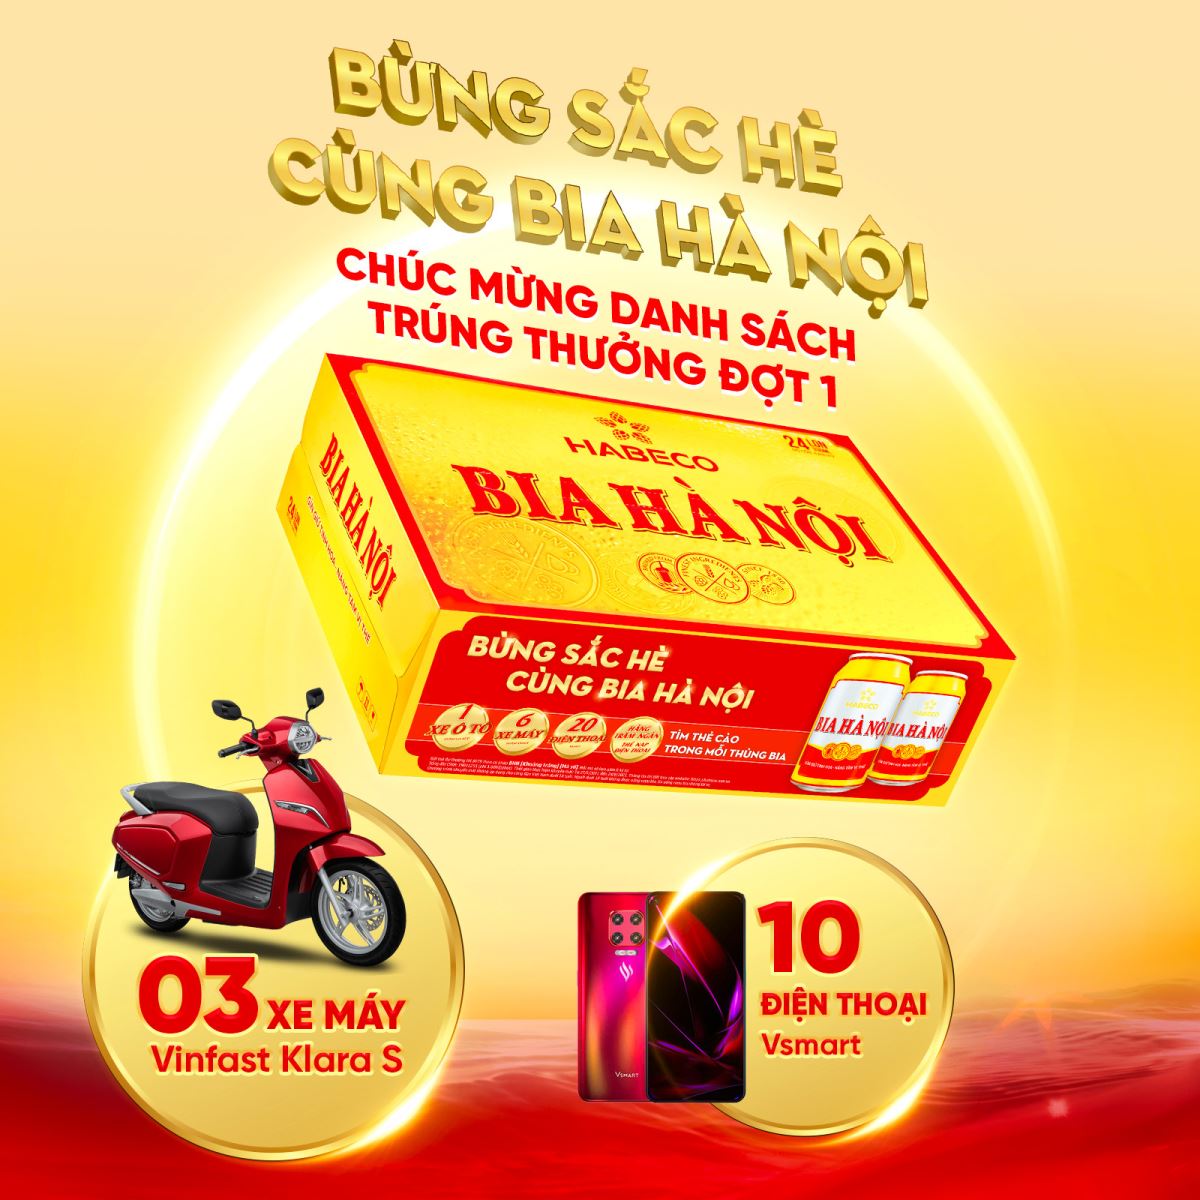 BỪNG SẮC HÈ
CÙNG BIA HÀ NỘI
CHÚC MỪNG DANH SÁCH
TRÚNG THƯỞNG ĐỢT 1
HABECO
24 LON
BIA HÀ NỘI
BIA HÀ NỘI
24
BỪNG SẮC HÈ
CÙNG BIA HÀ NỘI
1
XE Ô TÔ
6
XE MÁY
20
ĐIỆN THOẠI
HÀNG
TRĂM NGÀN
THẺ NẠP
ĐIỆN THOẠI
TÌM THẺ CÀO
TRONG MỖI THÙNG BIA
HABECO
BIA HÀ NỘI
HABECO
BIA HÀ NỘI
03 XE MÁY
Vinfast Klara S
VSMART
10
ĐIỆN THOẠI
Vsmart